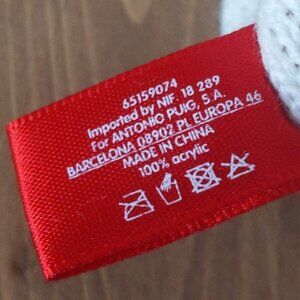 65159074
Imported by NIF. 18 289
For ANTONIO PUIG, S.A.
BARCELONA 08902 PL EUROPA 46
MADE IN CHINA
100% acrylic